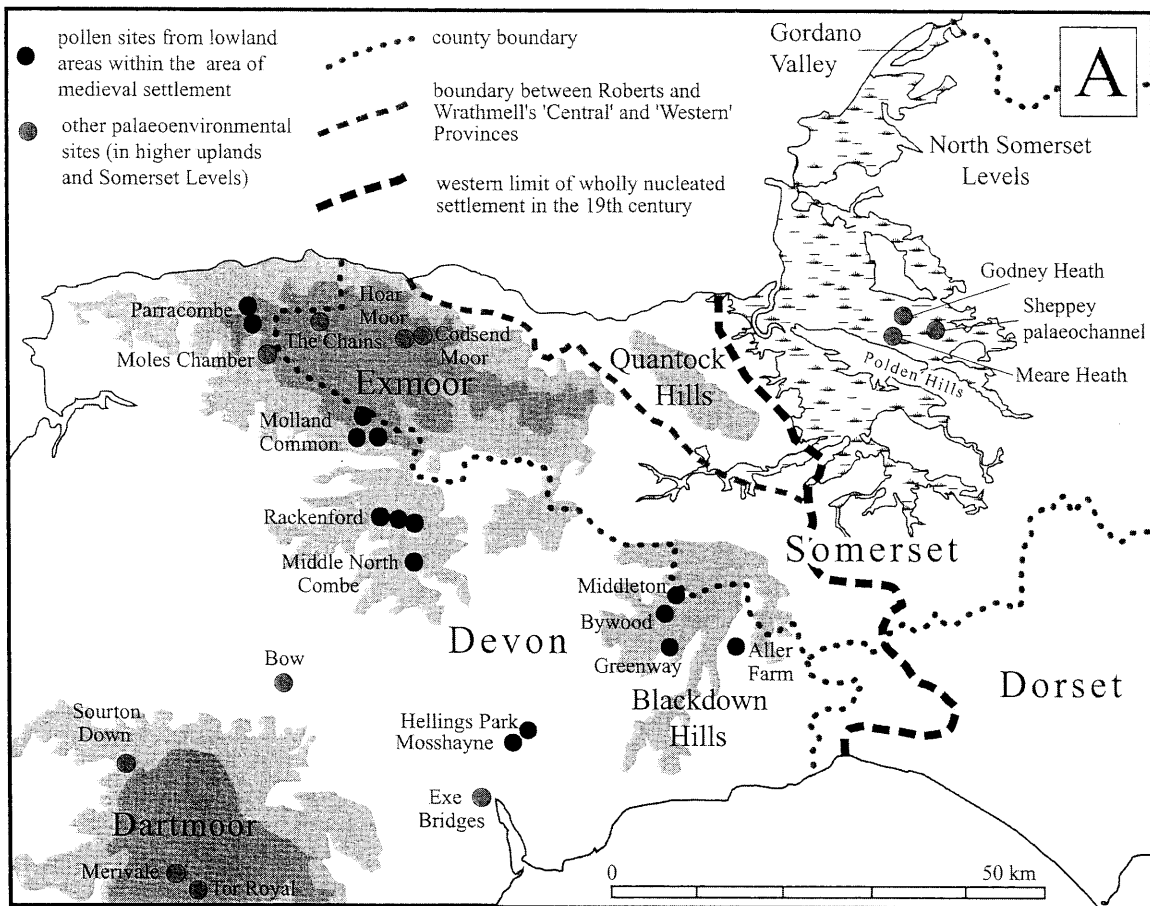 pollen sites from lowland
areas within the area of
medieval settlement
other palaeoenvironmental
sites (in higher uplands
and Somerset Levels)
county boundary
boundary between Roberts and
Wrathmell's 'Central' and 'Western'
Provinces
western limit of wholly nucleated
settlement in the 19th century
Gordano
Valley
A
North Somerset
Levels
Godney Heath
Sheppey
palaeochannel
Meare Heath
Polden Hills
Parracombe
Hoar
Moor
The Chains
Codsend
Moor
Moles Chamber
Exmoor
Quantock
Hills
Molland
Common
Rackenford
Middle North
Combe
Somerset
Middleton
Bywood
Greenway
Aller
Farm
Devon
Blackdown
Hills
Dorset
Bow
Sourton
Down
Hellings Park
Mosshayne
Exe
Bridges
Dartmoor
Merivale
Tor Royal
0
50 km